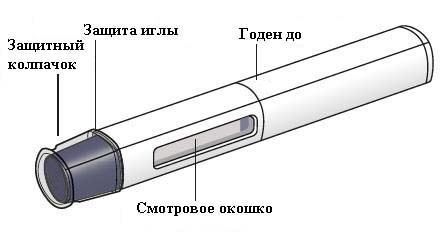 Защита иглы
Годен до
Защитный
колпачок
Смотровое окошко